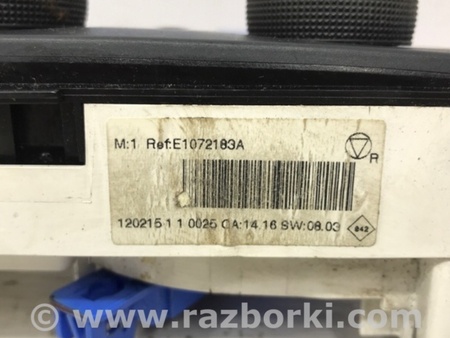 M:1 Ref:E1072183A
R
120215 1 1 0025 CA:14.16 SW:08.03
842
www.razborki.com